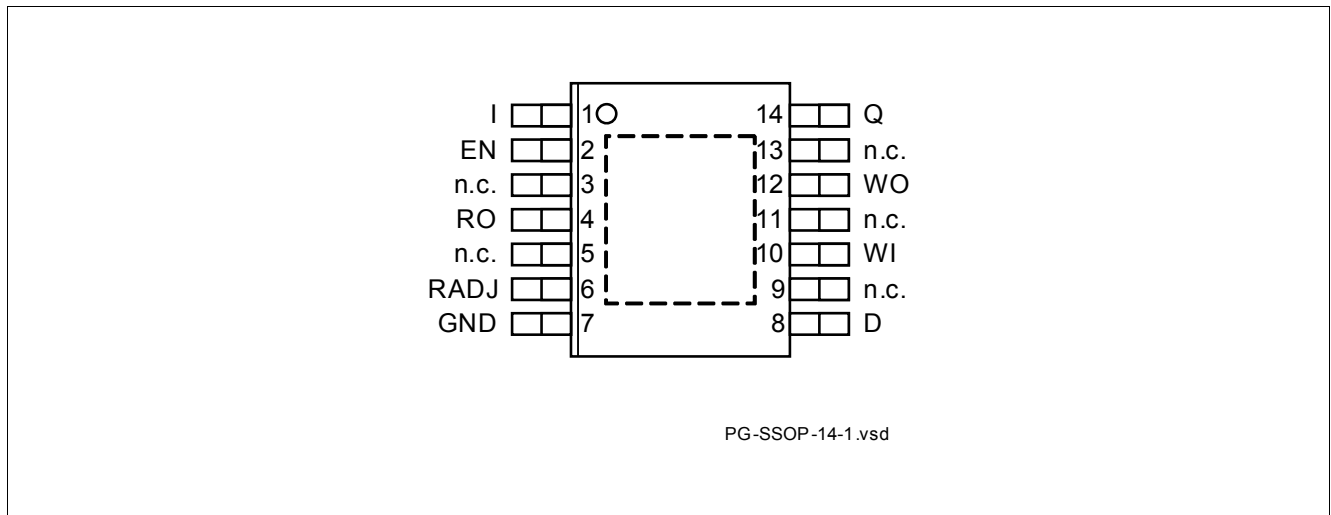 I 1 14 Q
EN 2 13 n.c.
n.c. 3 12 WO
RO 4 11 n.c.
n.c. 5 10 WI
RADJ 6 9 n.c.
GND 7 8 D
PG-SSOP-14-1.vsd